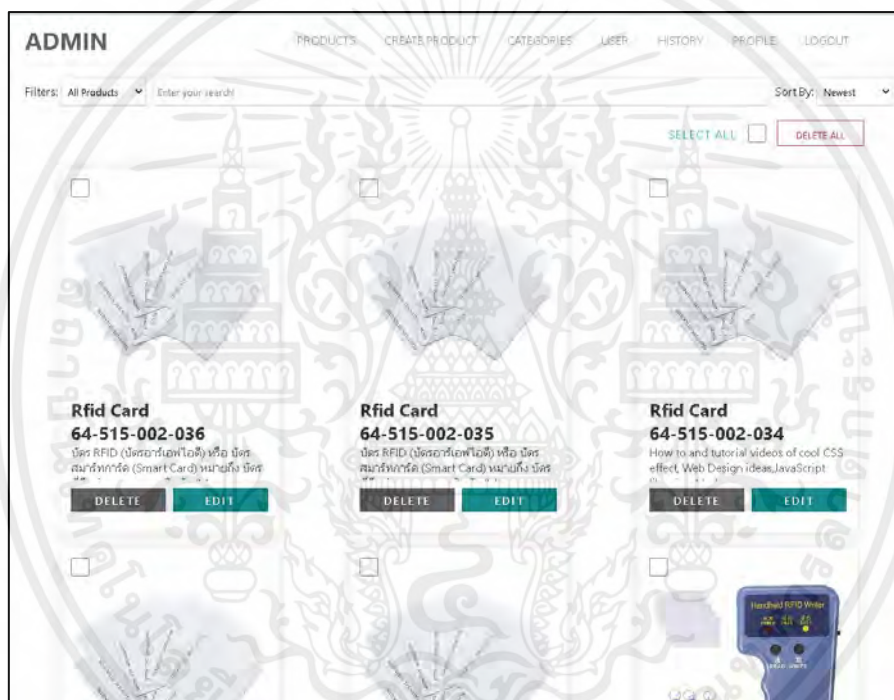 ADMIN
PRODUCTS CREATE PRODUCT CATEGORIES USER HISTORY PROFILE LOGOUT
Filters: All Products Enter your search! Sort By: Newest
SELECT ALL DELETE ALL
Rfid Card
64-515-002-036
บัตร RFID (บัตรอาร์เอฟไอดี) หรือ บัตร
สมาร์ทการ์ด (Smart Card) หมายถึง บัตร
DELETE EDIT
Rfid Card
64-515-002-035
บัตร RFID (บัตรอาร์เอฟไอดี) หรือ บัตร
สมาร์ทการ์ด (Smart Card) หมายถึง บัตร
DELETE EDIT
Rfid Card
64-515-002-034
How to and tutorial videos of cool CSS
effect, Web Design ideas,JavaScript
DELETE EDIT
Handheld RFID Writer